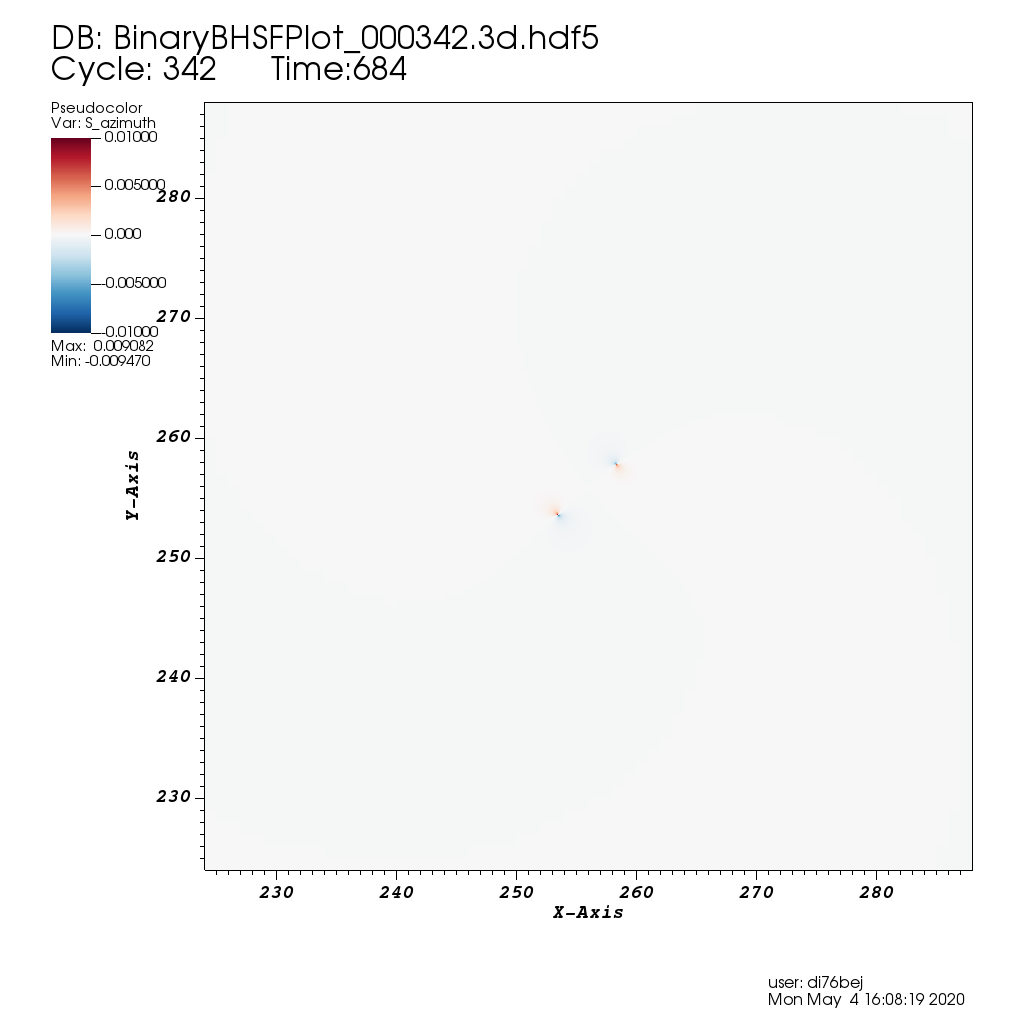 DB: BinaryBHSFPlot_000342.3d.hdf5
Cycle: 342 Time:684
Pseudocolor
Var: S_azimuth
0.01000
0.005000
0.000
-0.005000
-0.01000
Max: 0.009082
Min: -0.009470
280
270
260
250
240
230
Y-Axis
230 240 250 260 270 280
X-Axis
user: di76bej
Mon May 4 16:08:19 2020